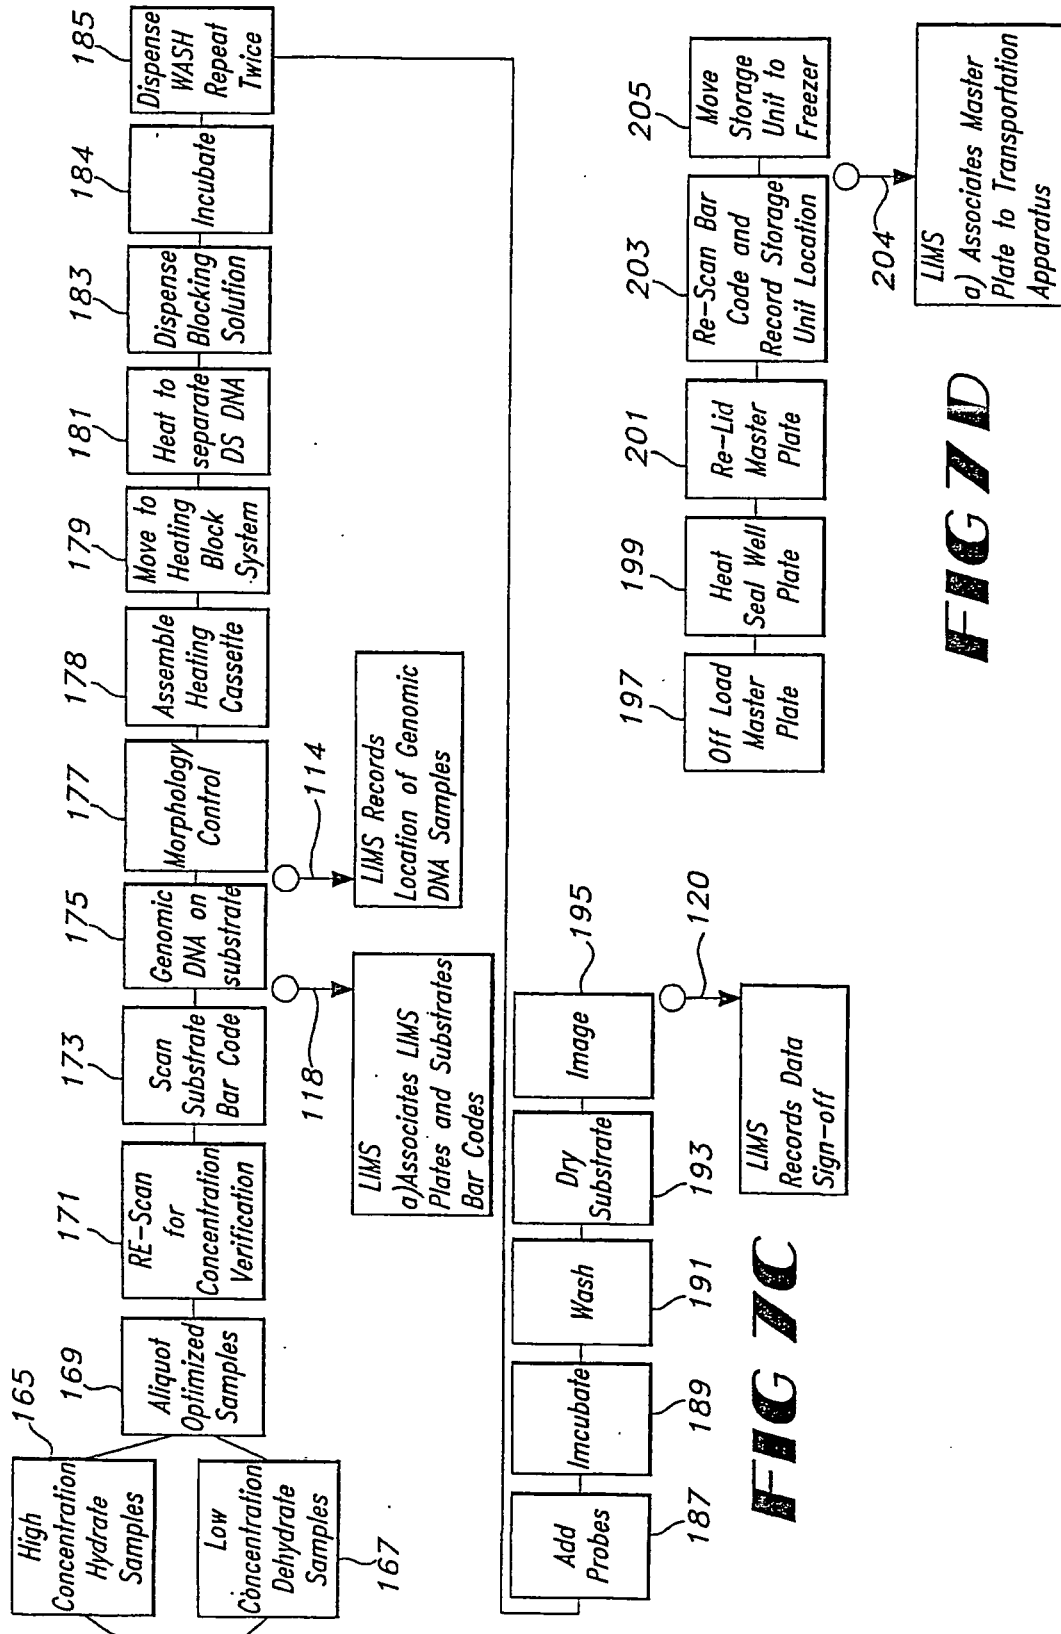 165
High
Concentration
Hydrate
Samples
Low
Concentration
Dehydrate
Samples
167
169
Aliquot
Optimized
Samples
171
RE-Scan
for
Concentration
Verification
173
Scan
Substrate
Bar Code
175
Genomic
DNA on
substrate
177
Morphology
Control
178
Assemble
Heating
Cassette
179
Move to
Heating
Block
System
181
Heat to
separate
DS DNA
183
Dispense
Blocking
Solution
184
Incubate
185
Dispense
WASH
Repeat
Twice
118
LIMS
a)Associates LIMS
Plates and Substrates
Bar Codes
114
LIMS Records
Location of Genomic
DNA Samples
Add
Probes
187
Imcubate
189
Wash
191
Dry
Substrate
193
Image
195
120
LIMS
Records Data
Sign-off
FIG 7C
197
Off Load
Master
Plate
199
Heat
Seal Well
Plate
201
Re-Lid
Master
Plate
203
Re-Scan Bar
Code and
Record Storage
Unit Location
205
Move
Storage
Unit to
Freezer
204
LIMS
a) Associates Master
Plate to Transportation
Apparatus
FIG 7D